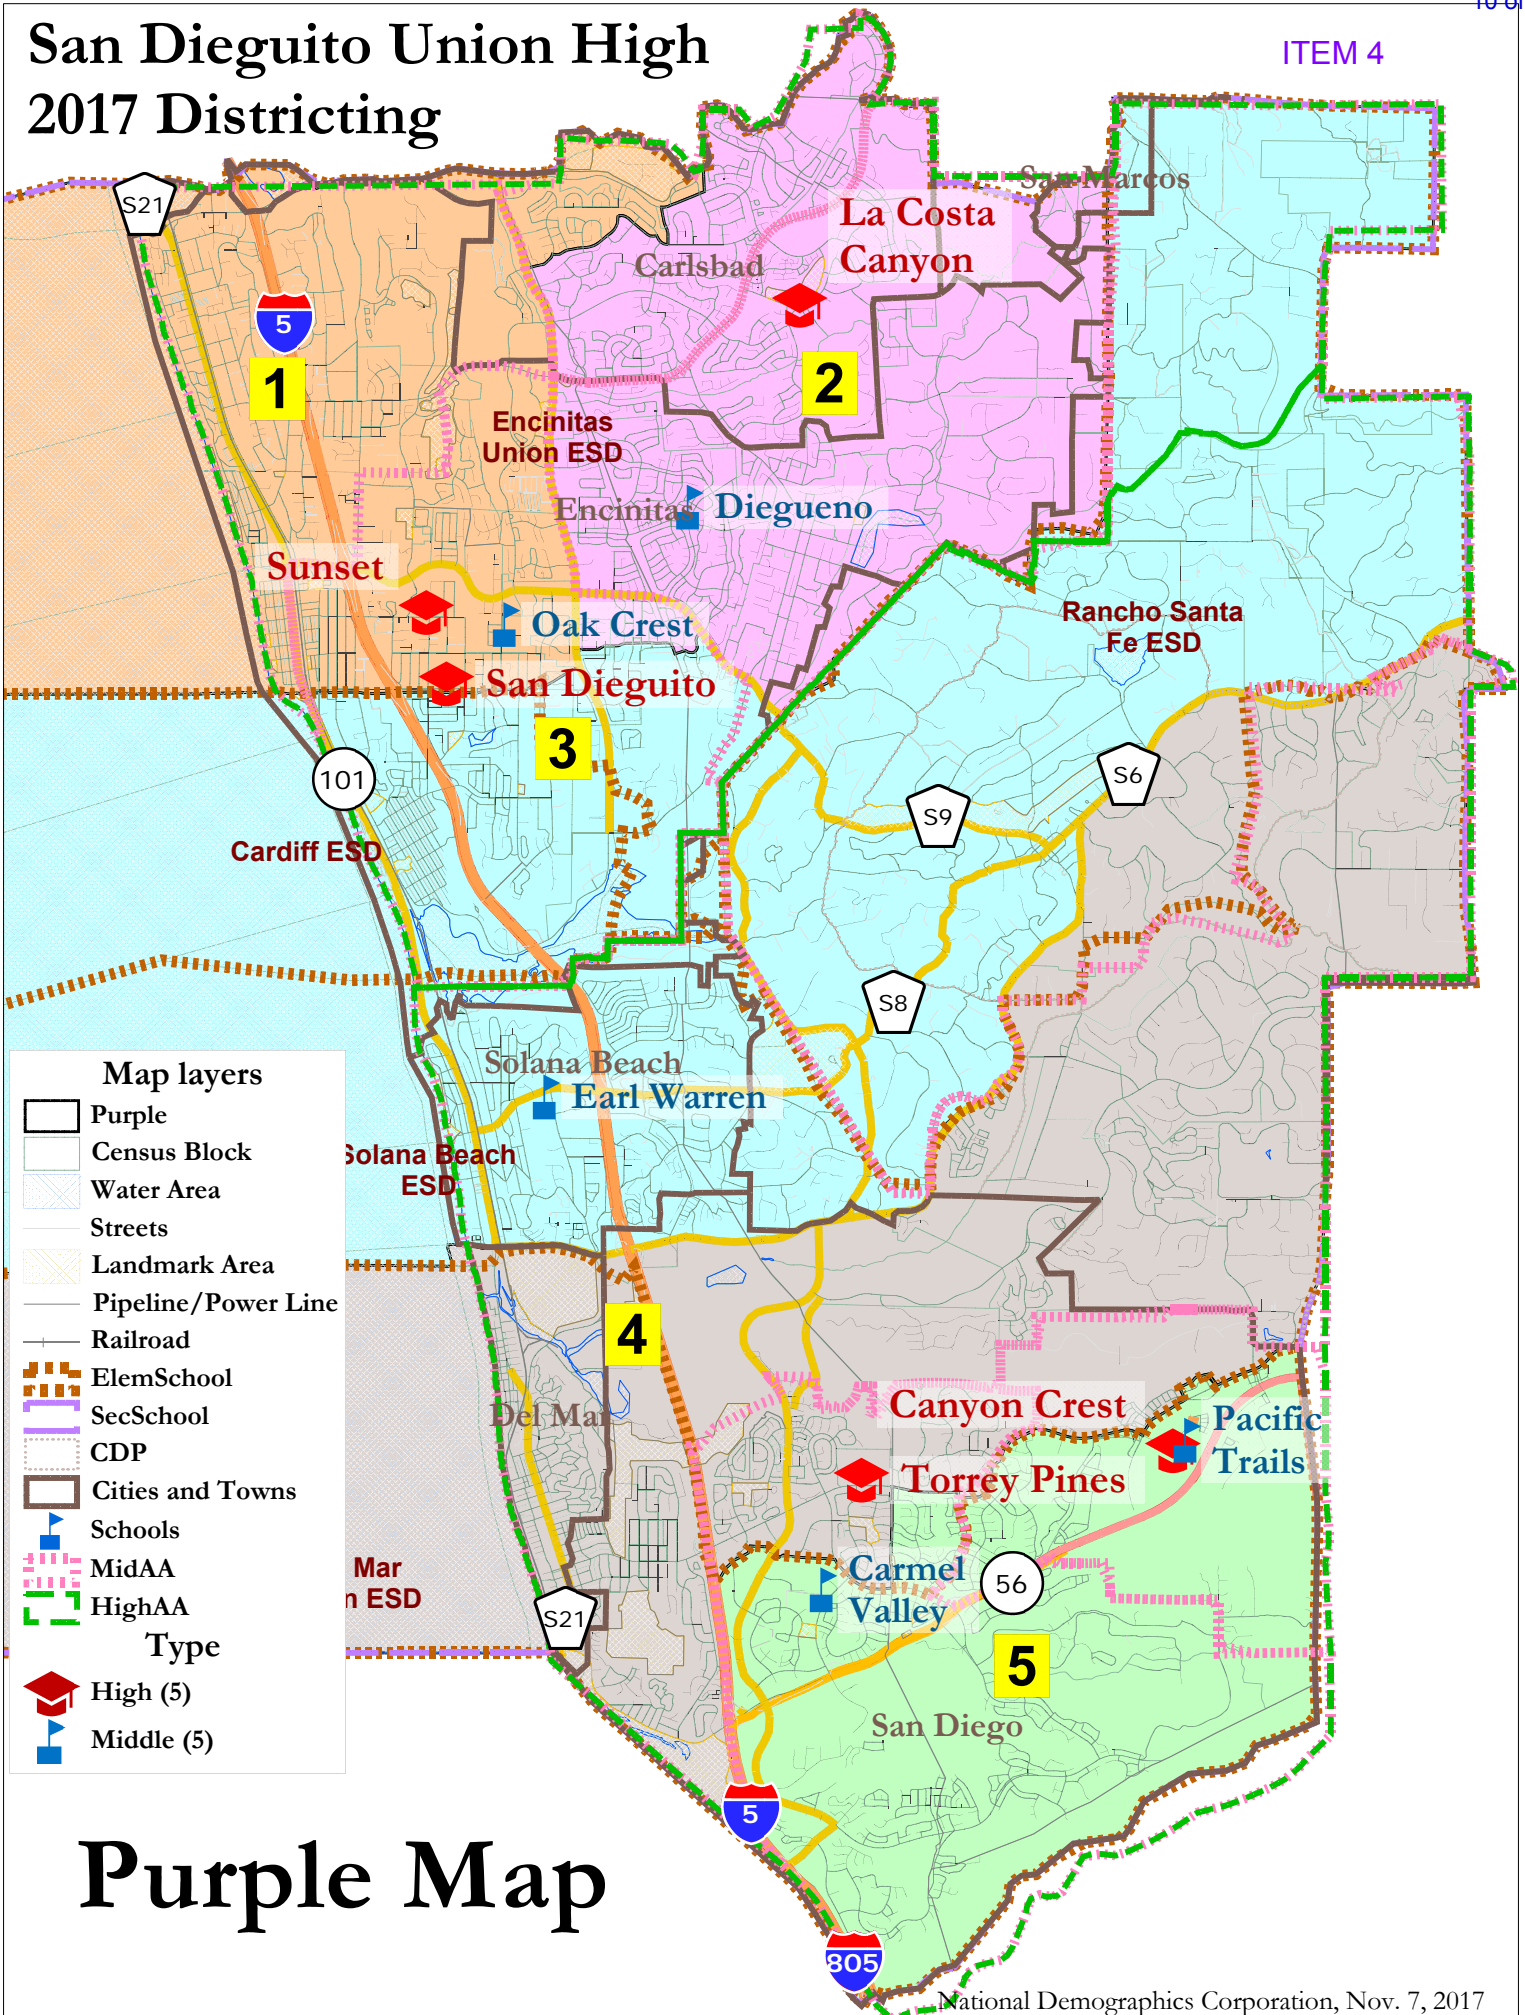 ITEM 4
San Dieguito Union High
2017 Districting
S21
San Marcos
La Costa
Canyon
Carlsbad
5
1
2
Encinitas
Union ESD
Encinitas
Diegueno
Sunset
Oak Crest
Rancho Santa
Fe ESD
San Dieguito
3
101
S6
S9
Cardiff ESD
S8
Solana Beach
Earl Warren
Solana Beach
ESD
Map layers
Purple
Census Block
Water Area
Streets
Landmark Area
Pipeline/Power Line
Railroad
ElemSchool
SecSchool
CDP
Cities and Towns
Schools
MidAA
HighAA
Type
High (5)
Middle (5)
4
Del Mar
Canyon Crest
Pacific
Trails
Torrey Pines
Mar
n ESD
Carmel
Valley
56
S21
5
San Diego
5
Purple Map
805
National Demographics Corporation, Nov. 7, 2017